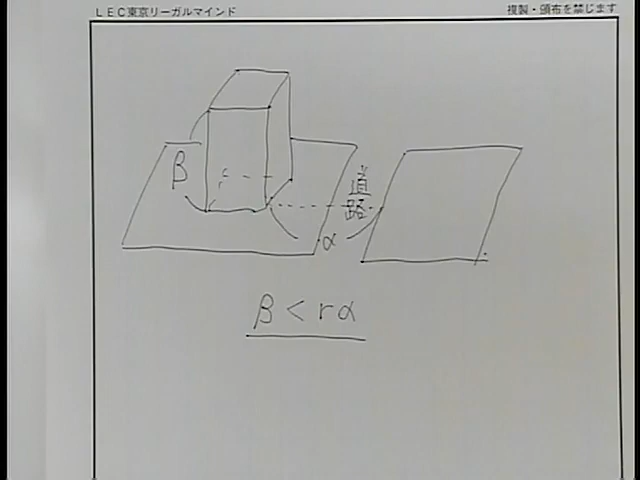 LEC東京リーガルマインド
複製・頒布を禁じます
β
道路
α
β < rα